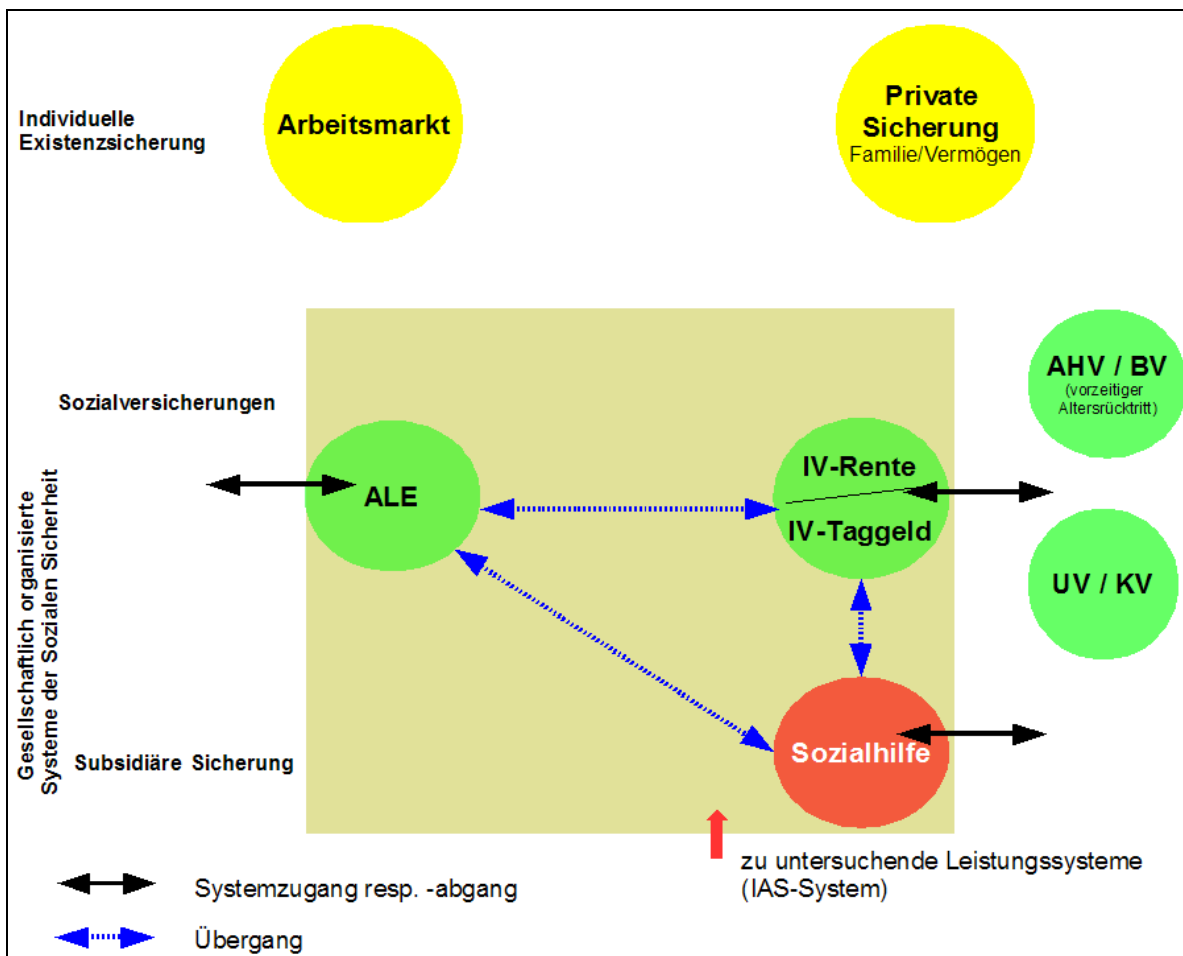 Individuelle
Existenzsicherung
Arbeitsmarkt
Private
Sicherung
Familie/Vermögen
Gesellschaftlich organisierte
Systeme der Sozialen Sicherheit
Sozialversicherungen
ALE
IV-Rente
IV-Taggeld
AHV / BV
(vorzeitiger
Altersrücktritt)
UV / KV
Subsidiäre Sicherung
Sozialhilfe
zu untersuchende Leistungssysteme
(IAS-System)
Systemzugang resp. -abgang
Übergang